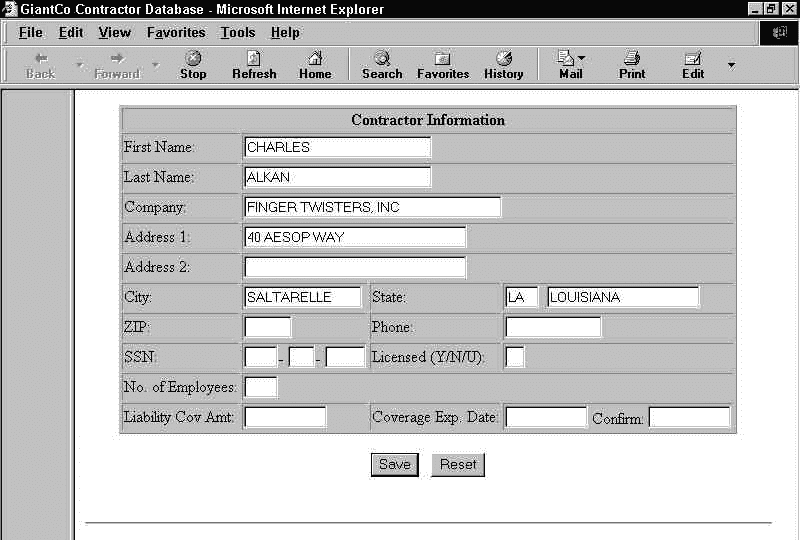 GiantCo Contractor Database - Microsoft Internet Explorer
File Edit View Favorites Tools Help
Back Forward Stop Refresh Home Search Favorites History Mail Print Edit
Contractor Information
First Name: CHARLES
Last Name: ALKAN
Company: FINGER TWISTERS, INC
Address 1: 40 AESOP WAY
Address 2:
City: SALTARELLE State: LA LOUISIANA
ZIP: Phone:
SSN: - - Licensed (Y/N/U):
No. of Employees:
Liability Cov Amt: Coverage Exp. Date: Confirm:
Save Reset